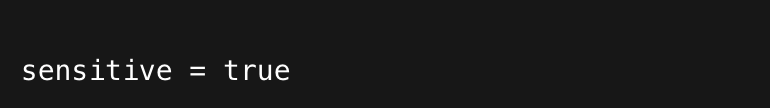 sensitive = true